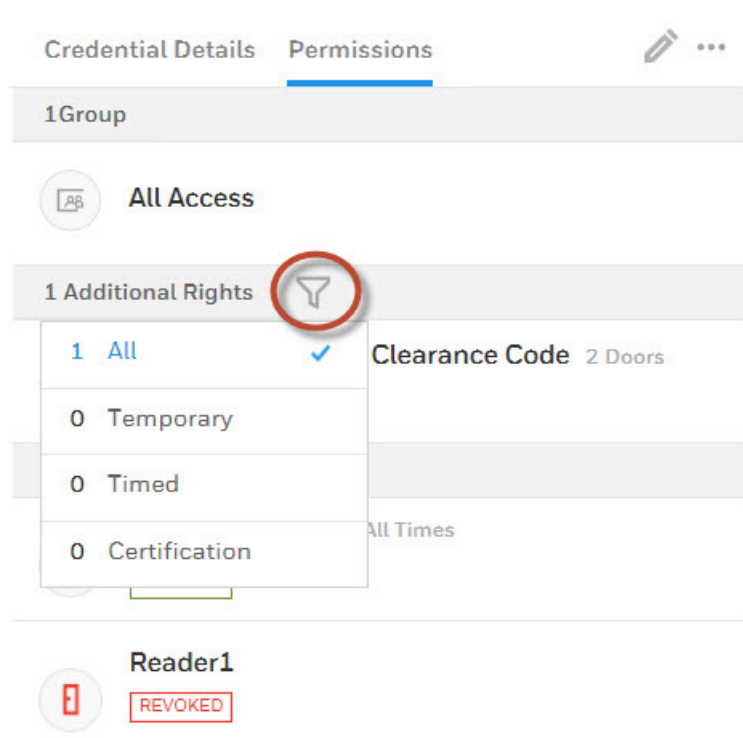 Credential Details Permissions
1Group
All Access
1 Additional Rights
1 All
Clearance Code 2 Doors
0 Temporary
0 Timed
All Times
0 Certification
Reader1
REVOKED